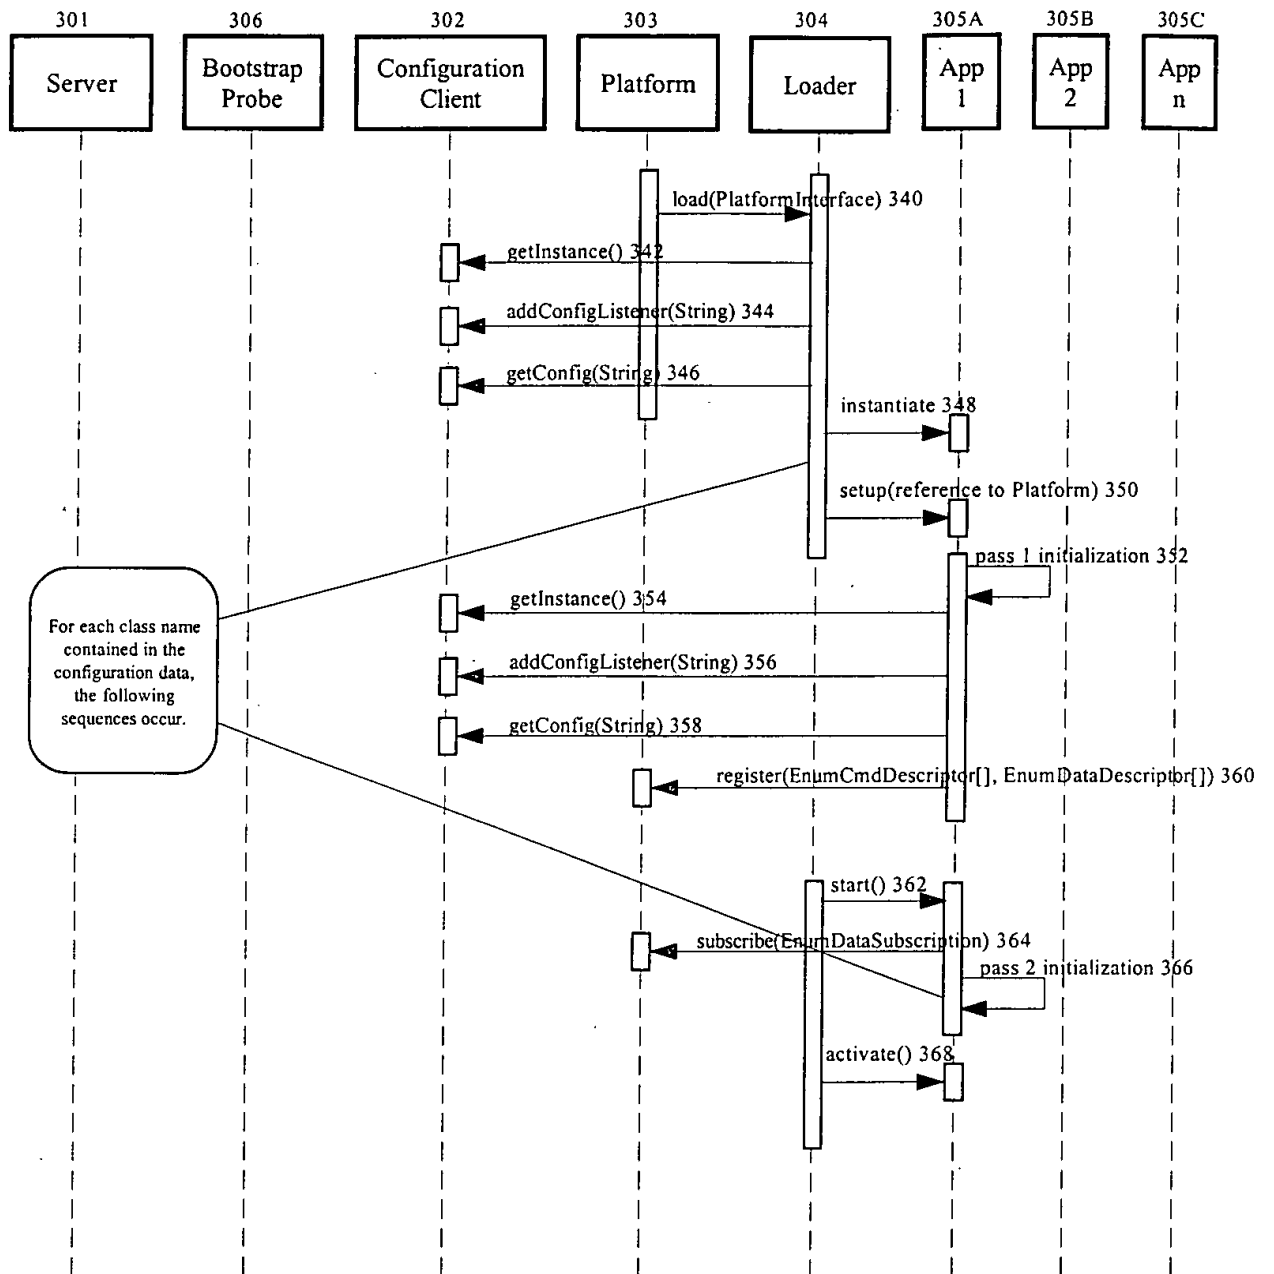 301 306 302 303 304 305A 305B 305C
Server
Bootstrap
Probe
Configuration
Client
Platform
Loader
App
1
App
2
App
n
load(PlatformInterface) 340
getInstance() 342
addConfigListener(String) 344
getConfig(String) 346
instantiate 348
setup(reference to Platform) 350
pass 1 initialization 352
For each class name
contained in the
configuration data,
the following
sequences occur.
getInstance() 354
addConfigListener(String) 356
getConfig(String) 358
register(EnumCmdDescriptor[], EnumDataDescriptor[]) 360
start() 362
subscribe(EnumDataSubscription) 364
pass 2 initialization 366
activate() 368